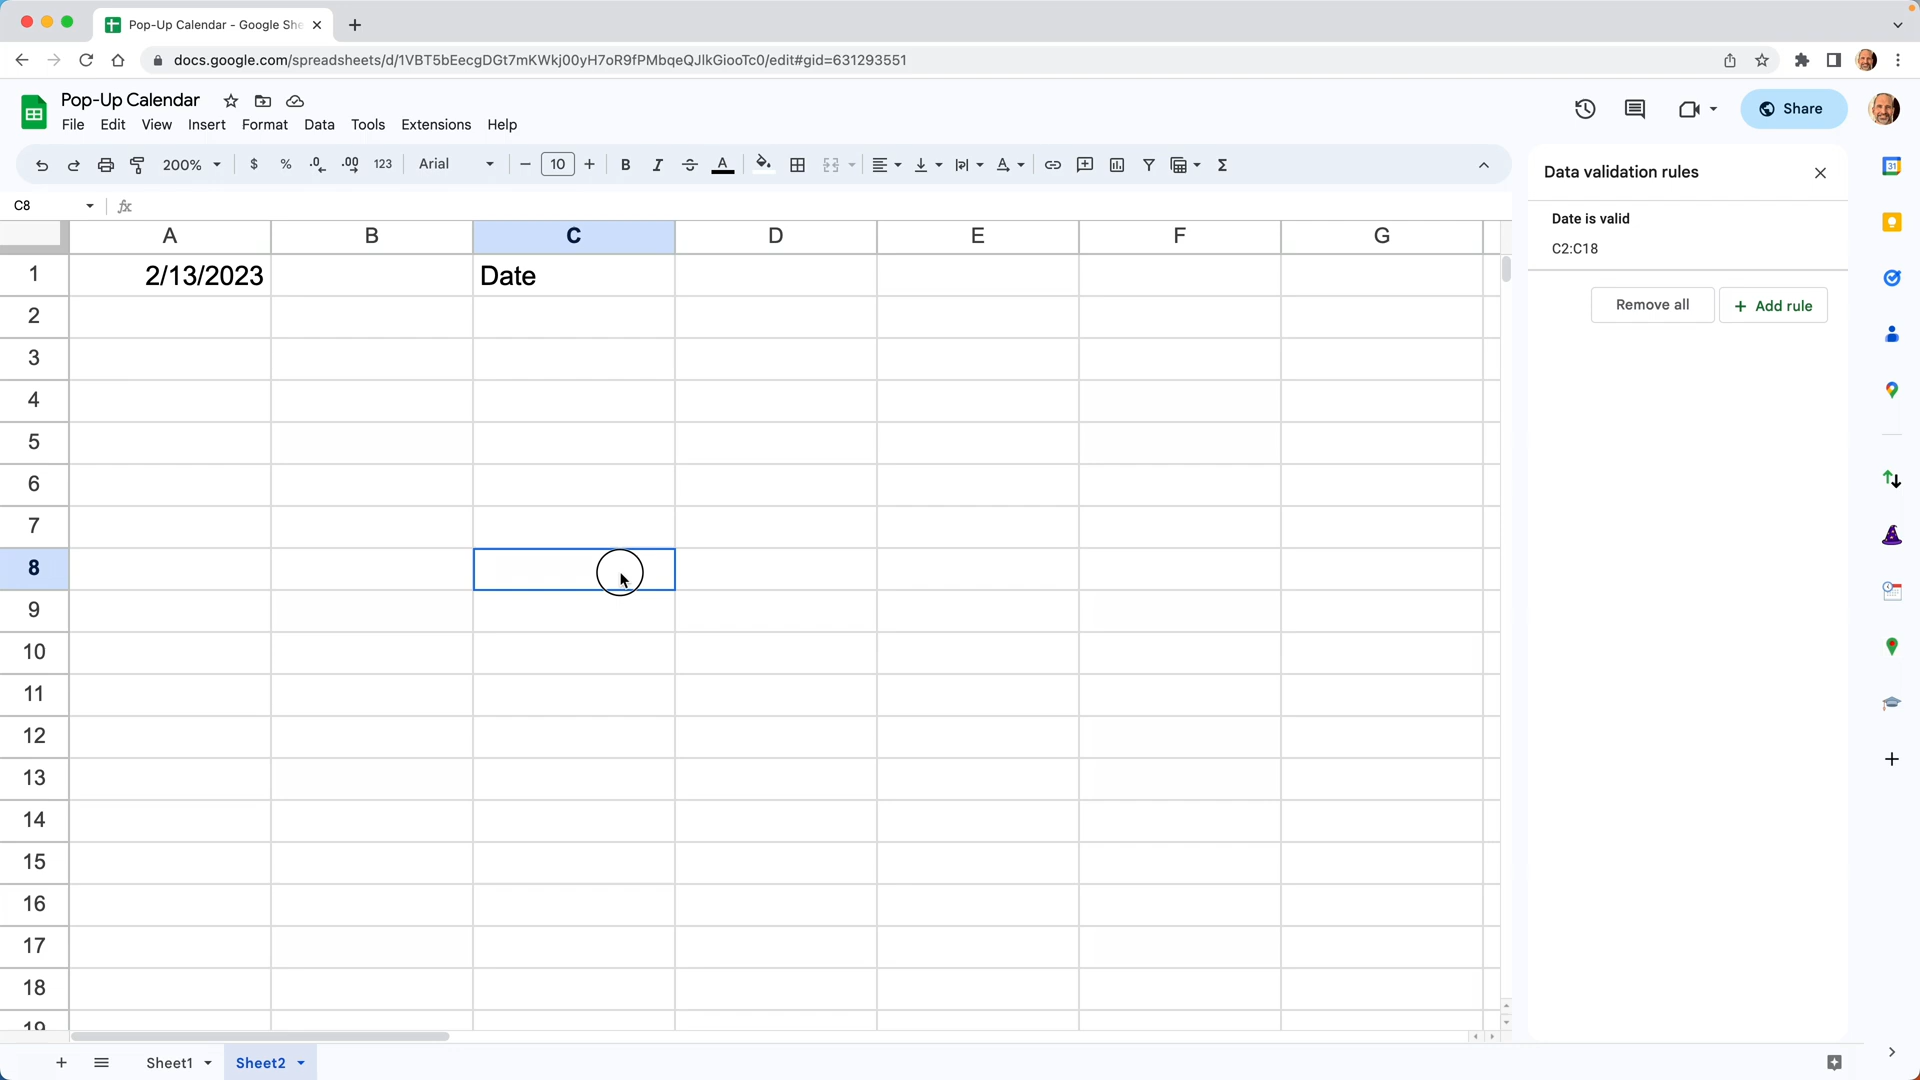 Pop-Up Calendar - Google She
docs.google.com/spreadsheets/d/1VBT5bEecgDGt7mKWkj00yH7oR9fPMbqeQJlkGiooTc0/edit#gid=631293551
Pop-Up Calendar
File Edit View Insert Format Data Tools Extensions Help
Share
200% $ % .0 .00 123 Arial 10 B I S A Σ
Data validation rules
C8 fx
Date is valid
C2:C18
Remove all + Add rule
A B C D E F G
1 2/13/2023 Date
2
3
4
5
6
7
8
9
10
11
12
13
14
15
16
17
18
19
31
Sheet1 Sheet2